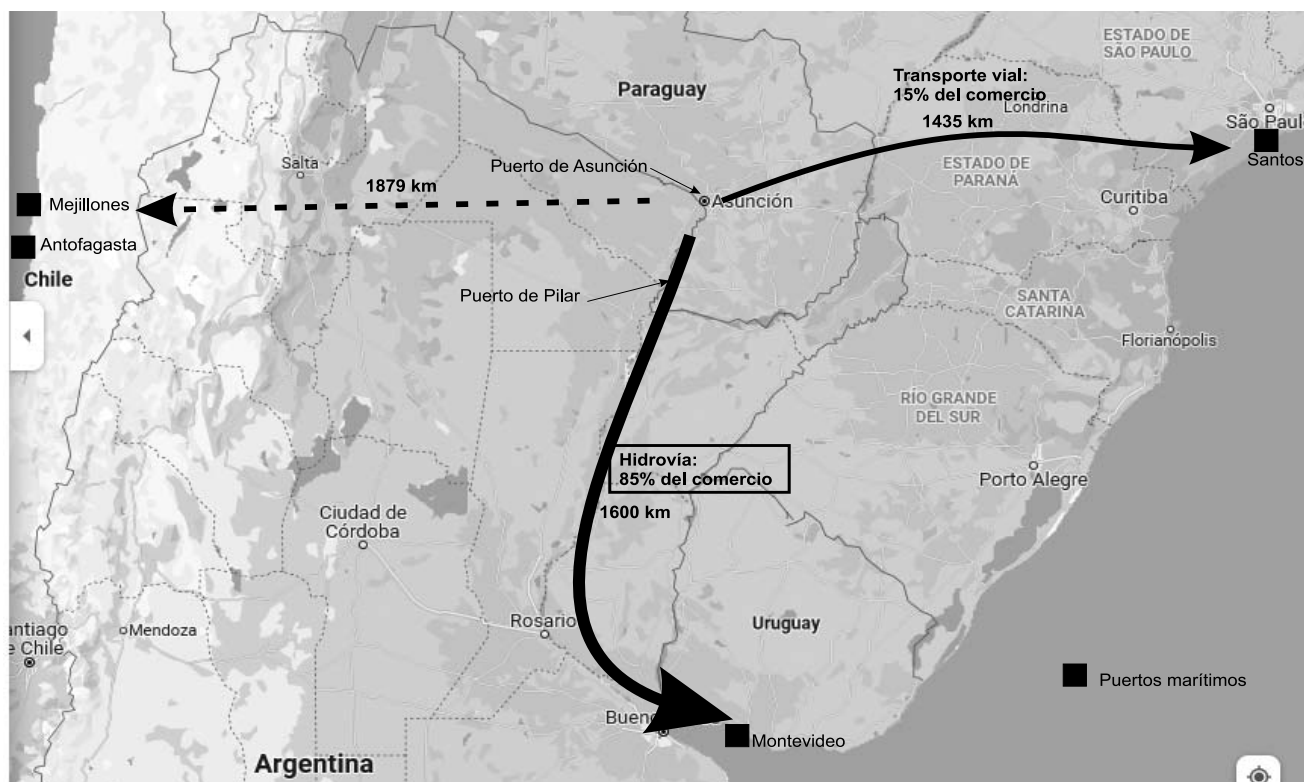 ESTADO DE
SÃO PAULO
Transporte vial:
15% del comercio
Londrina
1435 km
São Paul
Santos
Paraguay
Puerto de Asunción
Salta
1879 km
Asunción
ESTADO DE
PARANÁ
Curitiba
Mejillones
Antofagasta
Chile
Puerto de Pilar
SANTA
CATARINA
Florianópolis
RÍO GRANDE
DEL SUR
Hidrovía:
85% del comercio
1600 km
Porto Alegre
Ciudad de
Córdoba
Rosario
Uruguay
antiago
e Chile
Mendoza
Puertos marítimos
Buen
Montevideo
Argentina